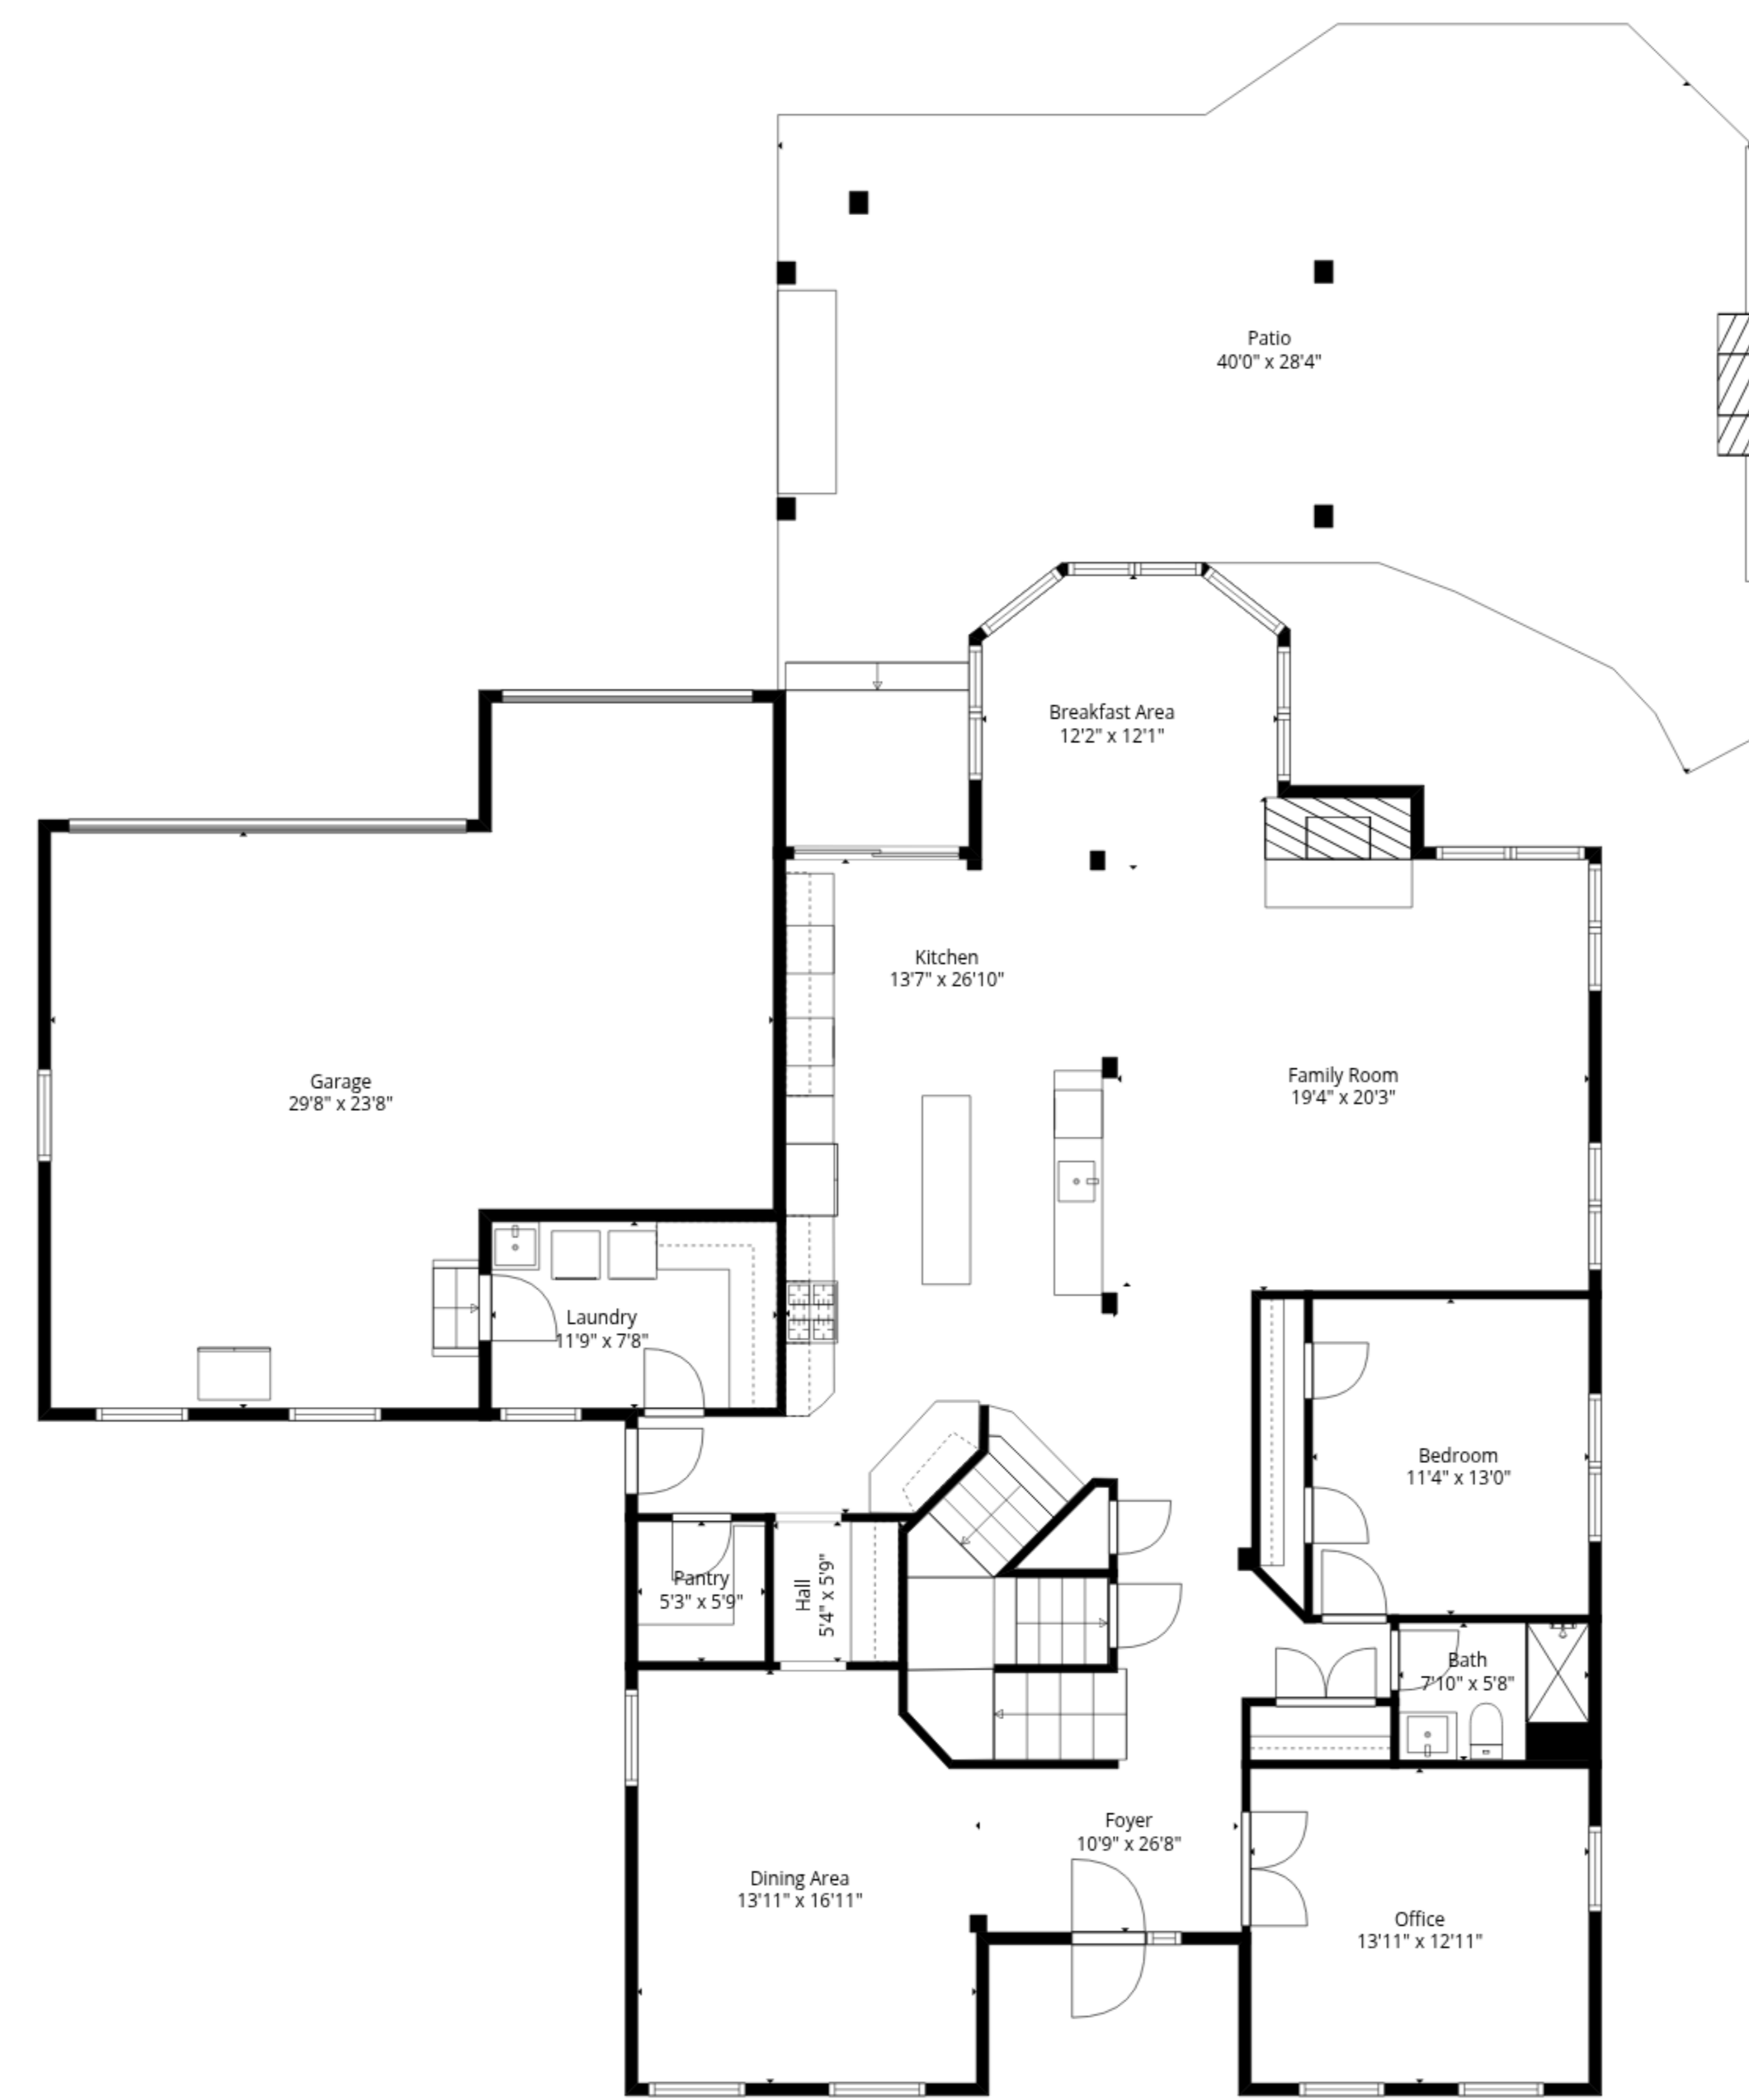 Patio
40'0" x 28'4"
Breakfast Area
12'2" x 12'1"
Kitchen
13'7" x 26'10"
Garage
29'8" x 23'8"
Family Room
19'4" x 20'3"
Laundry
11'9" x 7'8"
Bedroom
11'4" x 13'0"
Pantry
5'3" x 5'9"
Hall
5'4" x 5'9"
Bath
7'10" x 5'8"
Foyer
10'9" x 26'8"
Dining Area
13'11" x 16'11"
Office
13'11" x 12'11"